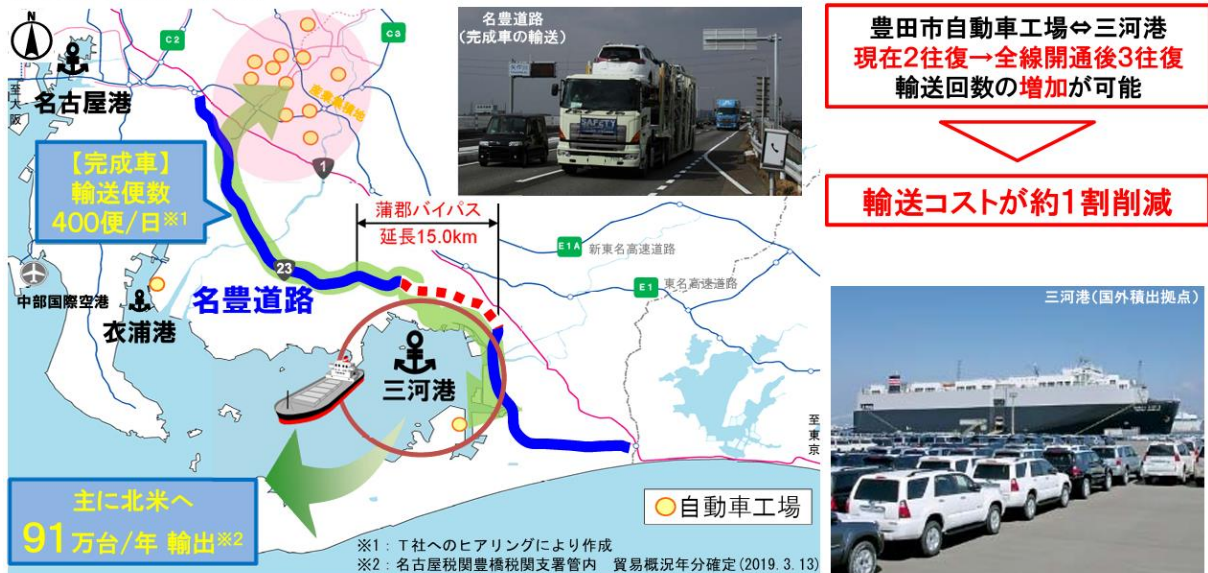 N
C2
C3
名古屋港
至大阪
産業集積地
1
【完成車】
輸送便数
400便/日※1
名豊道路
(完成車の輸送)
SAFETY
蒲郡バイパス
延長15.0km
E1A
新東名高速道路
E1
東名高速道路
23
名豊道路
中部国際空港
衣浦港
三河港
至東京
主に北米へ
91万台/年 輸出※2
自動車工場
※1：T社へのヒアリングにより作成
※2：名古屋税関豊橋税関支署管内 貿易概況年分確定(2019.3.13)
豊田市自動車工場⇔三河港
現在2往復→全線開通後3往復
輸送回数の増加が可能
輸送コストが約1割削減
三河港(国外積出拠点)